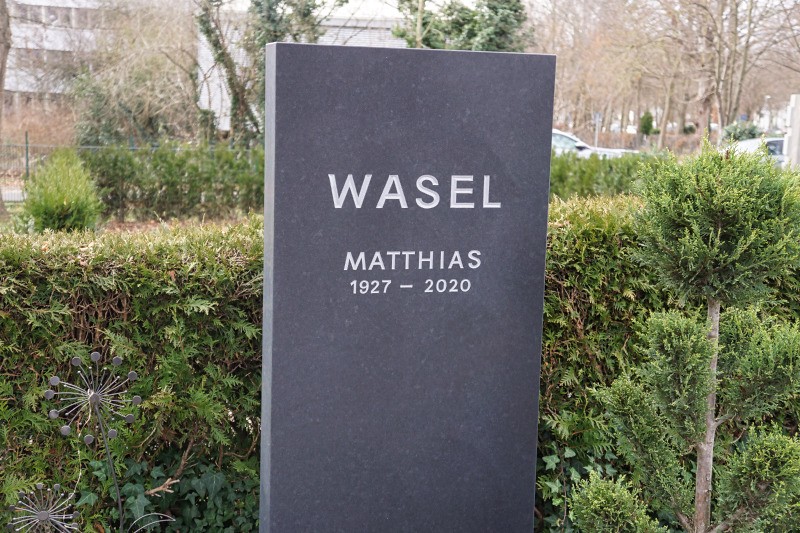 WASEL
MATTHIAS
1927 – 2020